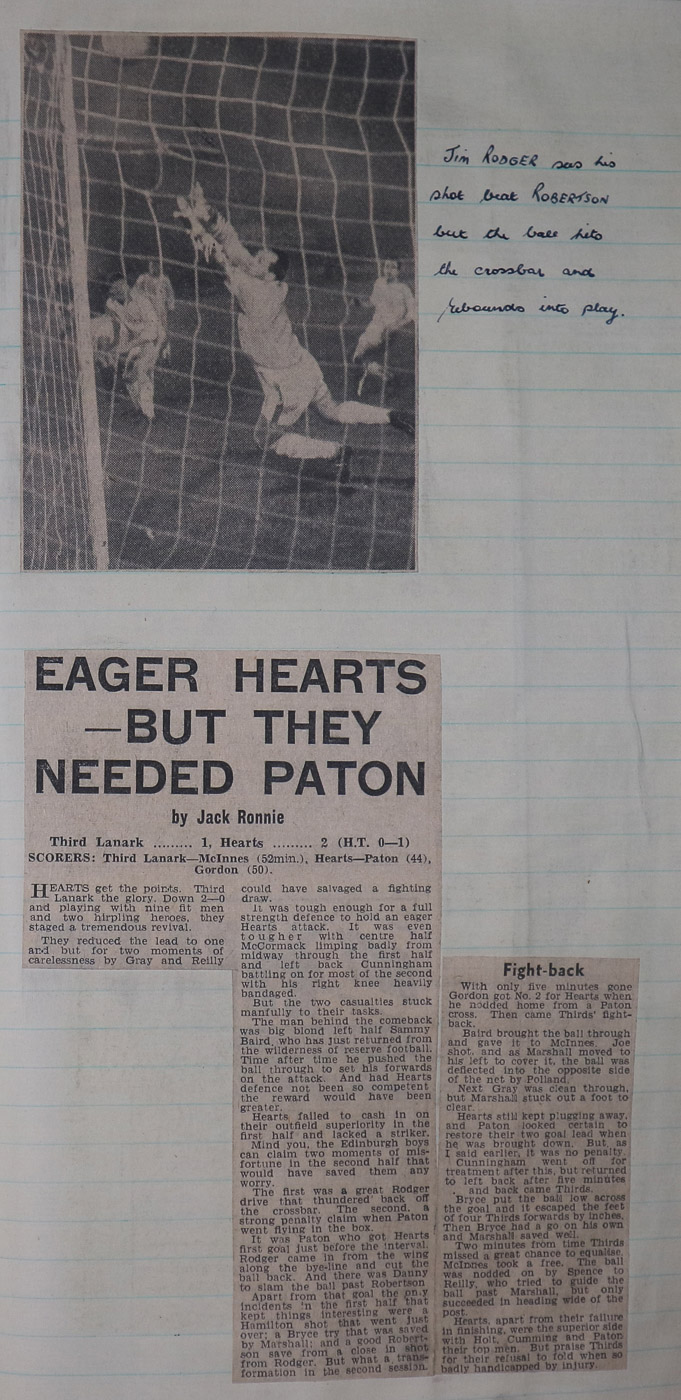 Jim RODGER sees his
shot beat ROBERTSON
but the ball hits
the crossbar and
rebounds into play.
EAGER HEARTS
—BUT THEY
NEEDED PATON
by Jack Ronnie
Third Lanark ......... 1, Hearts ......... 2 (H.T. 0—1)
SCORERS: Third Lanark—McInnes (52min.), Hearts—Paton (44),
Gordon (50).
HEARTS get the points. Third
Lanark the glory. Down 2—0
and playing with nine fit men
and two hirpling heroes, they
staged a tremendous revival.
They reduced the lead to one
and but for two moments of
carelessness by Gray and Reilly
could have salvaged a fighting
draw.
It was tough enough for a full
strength defence to hold an eager
Hearts attack. It was even
tougher with centre half
McCormack limping badly from
midway through the first half
and left back Cunningham
battling on for most of the second
with his right knee heavily
bandaged.
But the two casualties stuck
manfully to their tasks.
The man behind the comeback
was big blond left half Sammy
Baird, who has just returned from
the wilderness of reserve football.
Time after time he pushed the
ball through to set his forwards
on the attack. And had Hearts
defence not been so competent
the reward would have been
greater.
Hearts failed to cash in on
their outfield superiority in the
first half and lacked a striker.
Mind you, the Edinburgh boys
can claim two moments of mis-
fortune in the second half that
would have saved them any
worry.
The first was a great Rodger
drive that thundered back off
the crossbar. The second, a
strong penalty claim when Paton
went flying in the box.
It was Paton who got Hearts
first goal just before the interval.
Rodger came in from the wing
along the bye-line and cut the
ball back. And there was Danny
to slam the ball past Robertson
Apart from that goal the only
incidents in the first half that
kept things interesting were a
Hamilton shot that went just
over; a Bryce try that was saved
by Marshall; and a good Robert-
son save from a close in shot
from Rodger. But what a trans-
formation in the second session.
Fight-back
With only five minutes gone
Gordon got No. 2 for Hearts when
he nodded home from a Paton
cross. Then came Thirds' fight-
back.
Baird brought the ball through
and gave it to McInnes. Joe
shot, and as Marshall moved to
his left to cover it, the ball was
deflected into the opposite side
of the net by Polland.
Next Gray was clean through,
but Marshall stuck out a foot to
clear.
Hearts still kept plugging away,
and Paton looked certain to
restore their two goal lead when
he was brought down. But as
I said earlier, it was no penalty.
Cunningham went off for
treatment after this, but returned
to left back after five minutes
. . and back came Thirds.
Bryce put the ball low across
the goal and it escaped the feet
of four Thirds forwards by inches.
Then Bryce had a go on his own
and Marshall saved well.
Two minutes from time Thirds
missed a great chance to equalise.
McInnes took a free. The ball
was nodded on by Spence to
Reilly, who tried to guide the
ball past Marshall, but only
succeeded in heading wide of the
post.
Hearts, apart from their failure
in finishing, were the superior side
with Holt, Cumming and Paton
their top men. But praise Thirds
for their refusal to fold when so
badly handicapped by injury.